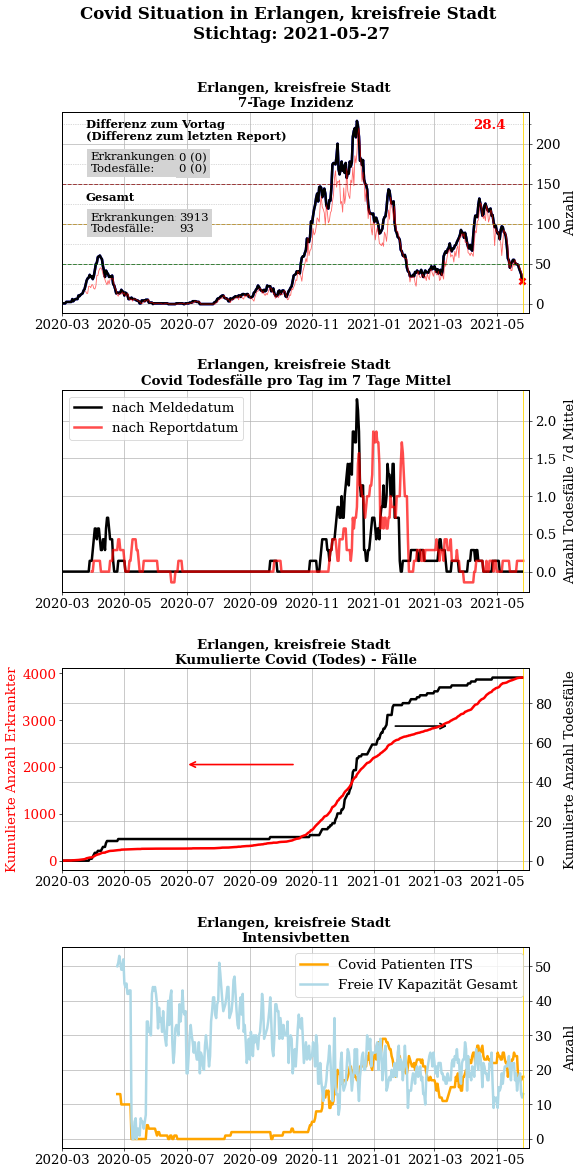 Covid Situation in Erlangen, kreisfreie Stadt
Stichtag: 2021-05-27
Erlangen, kreisfreie Stadt
7-Tage Inzidenz
Differenz zum Vortag
(Differenz zum letzten Report)
Erkrankungen 0 (0)
Todesfälle: 0 (0)
Gesamt
Erkrankungen 3913
Todesfälle: 93
28.4
200
150
100
50
0
Anzahl
2020-03 2020-05 2020-07 2020-09 2020-11 2021-01 2021-03 2021-05
Erlangen, kreisfreie Stadt
Covid Todesfälle pro Tag im 7 Tage Mittel
nach Meldedatum
nach Reportdatum
2.0
1.5
1.0
0.5
0.0
Anzahl Todesfälle 7d Mittel
2020-03 2020-05 2020-07 2020-09 2020-11 2021-01 2021-03 2021-05
Erlangen, kreisfreie Stadt
Kumulierte Covid (Todes) - Fälle
Kumulierte Anzahl Erkrankter
4000
3000
2000
1000
0
80
60
40
20
0
Kumulierte Anzahl Todesfälle
2020-03 2020-05 2020-07 2020-09 2020-11 2021-01 2021-03 2021-05
Erlangen, kreisfreie Stadt
Intensivbetten
Covid Patienten ITS
Freie IV Kapazität Gesamt
50
40
30
20
10
0
Anzahl
2020-03 2020-05 2020-07 2020-09 2020-11 2021-01 2021-03 2021-05